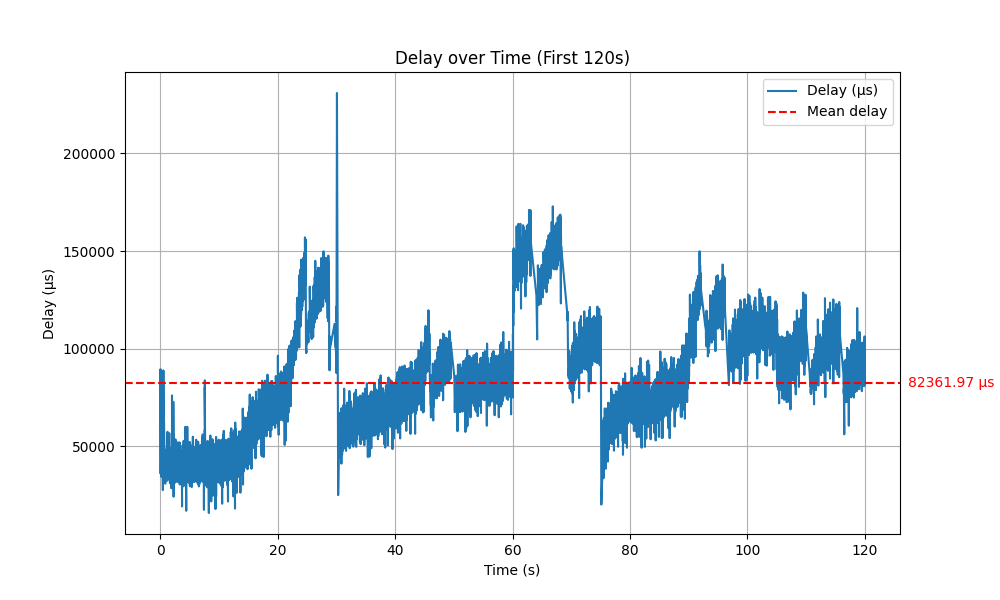 Delay over Time (First 120s)
Delay (µs)
Mean delay
200000
150000
100000
50000
82361.97 µs
Delay (µs)
0 20 40 60 80 100 120
Time (s)